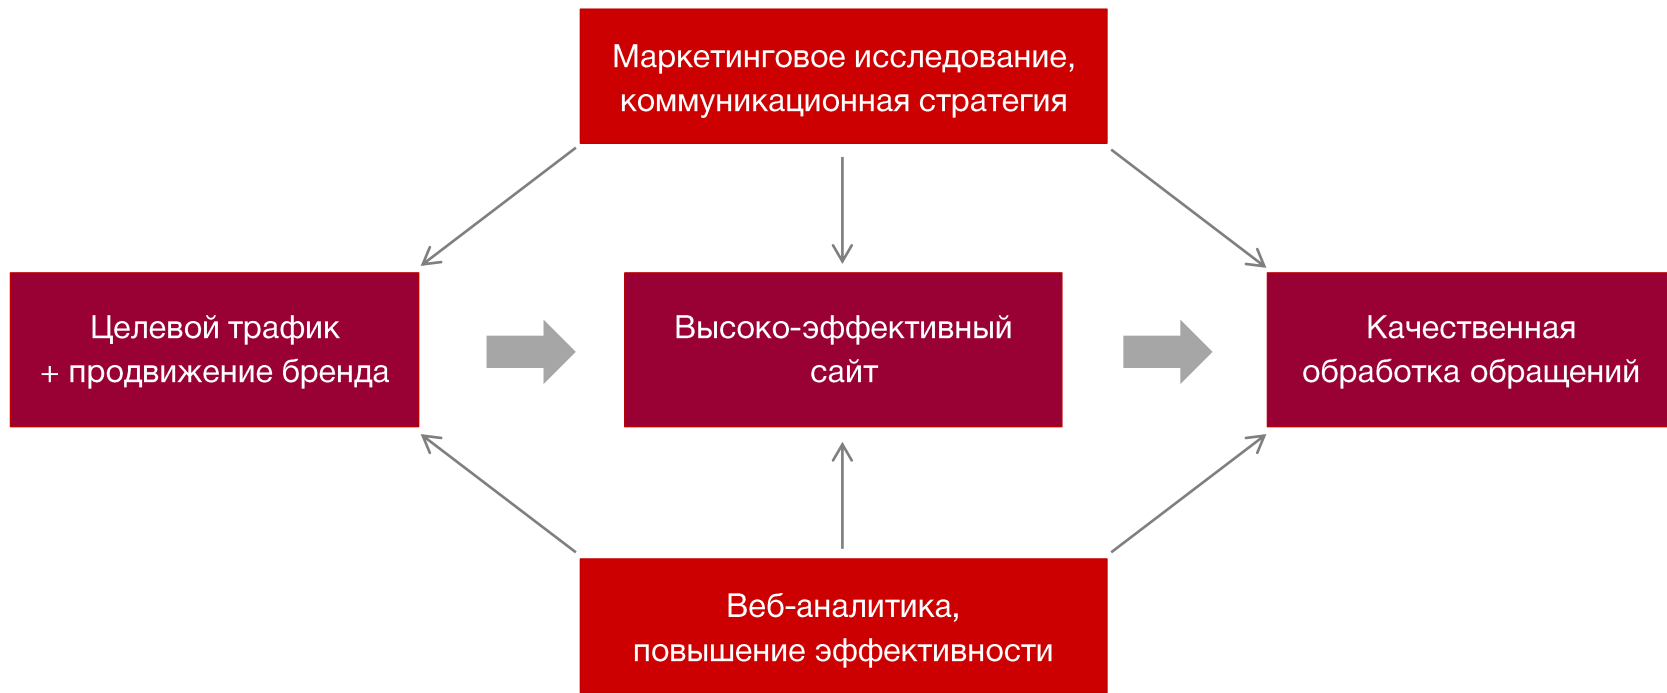 Маркетинговое исследование,
коммуникационная стратегия
Целевой трафик
+ продвижение бренда
Высоко-эффективный
сайт
Качественная
обработка обращений
Веб-аналитика,
повышение эффективности